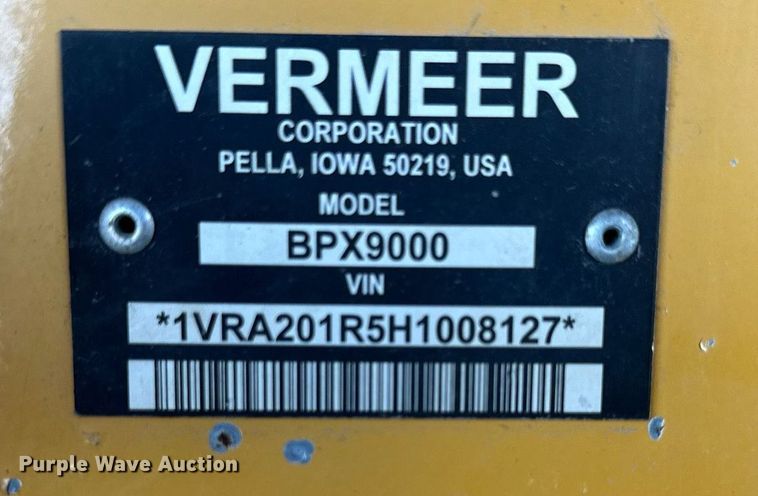 VERMEER
CORPORATION
PELLA, IOWA 50219, USA
MODEL
BPX9000
VIN
*1VRA201R5H1008127*
Purple Wave Auction